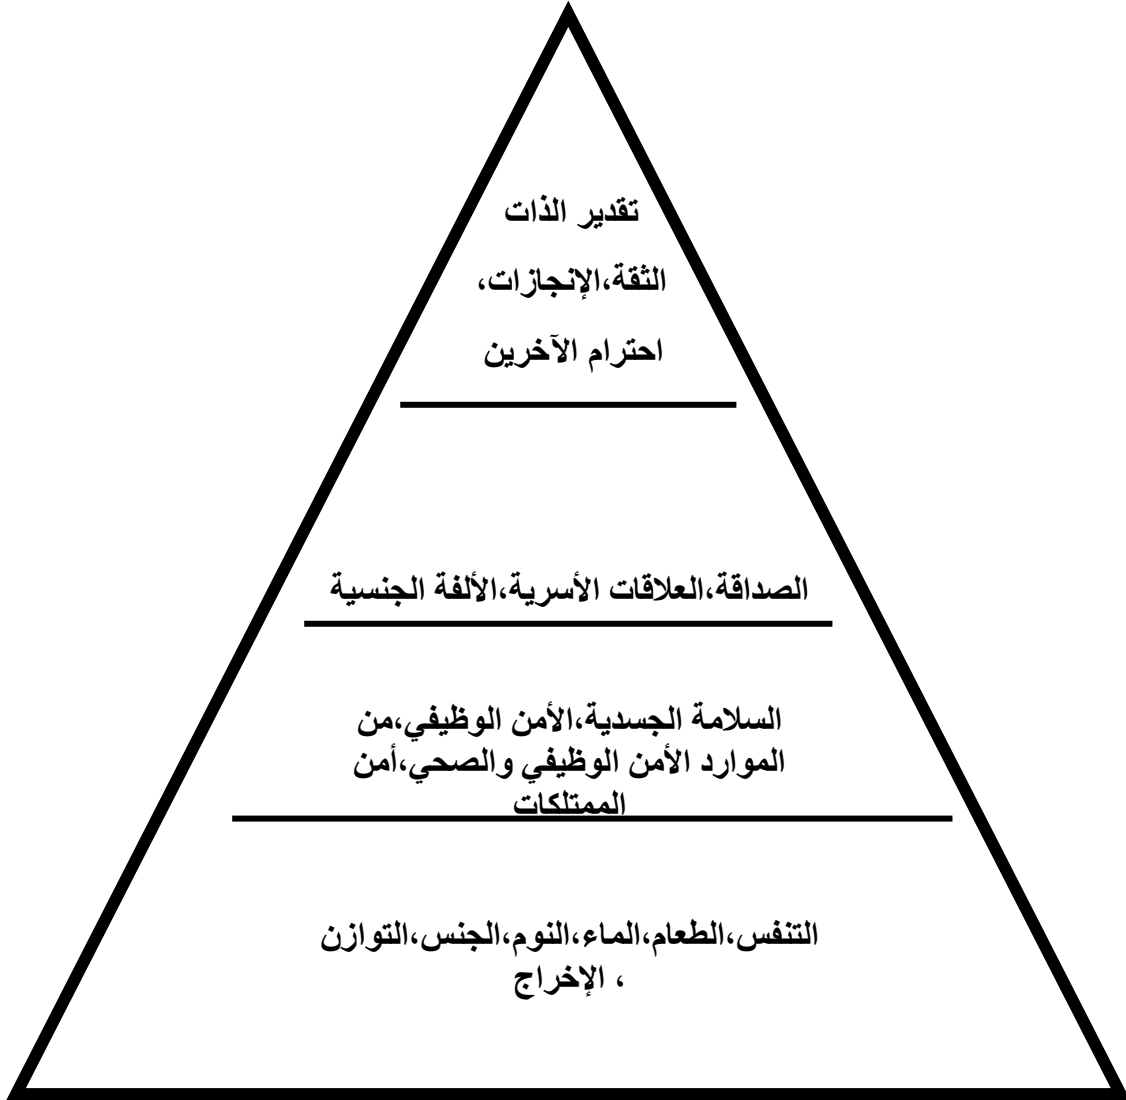 تقدير الذات
الثقة،الإنجازات،
احترام الآخرين
الصداقة،العلاقات الأسرية،الألفة الجنسية
السلامة الجسدية،الأمن الوظيفي،من
الموارد الأمن الوظيفي والصحي،أمن
الممتلكات
التنفس،الطعام،الماء،النوم،الجنس،التوازن
، الإخراج